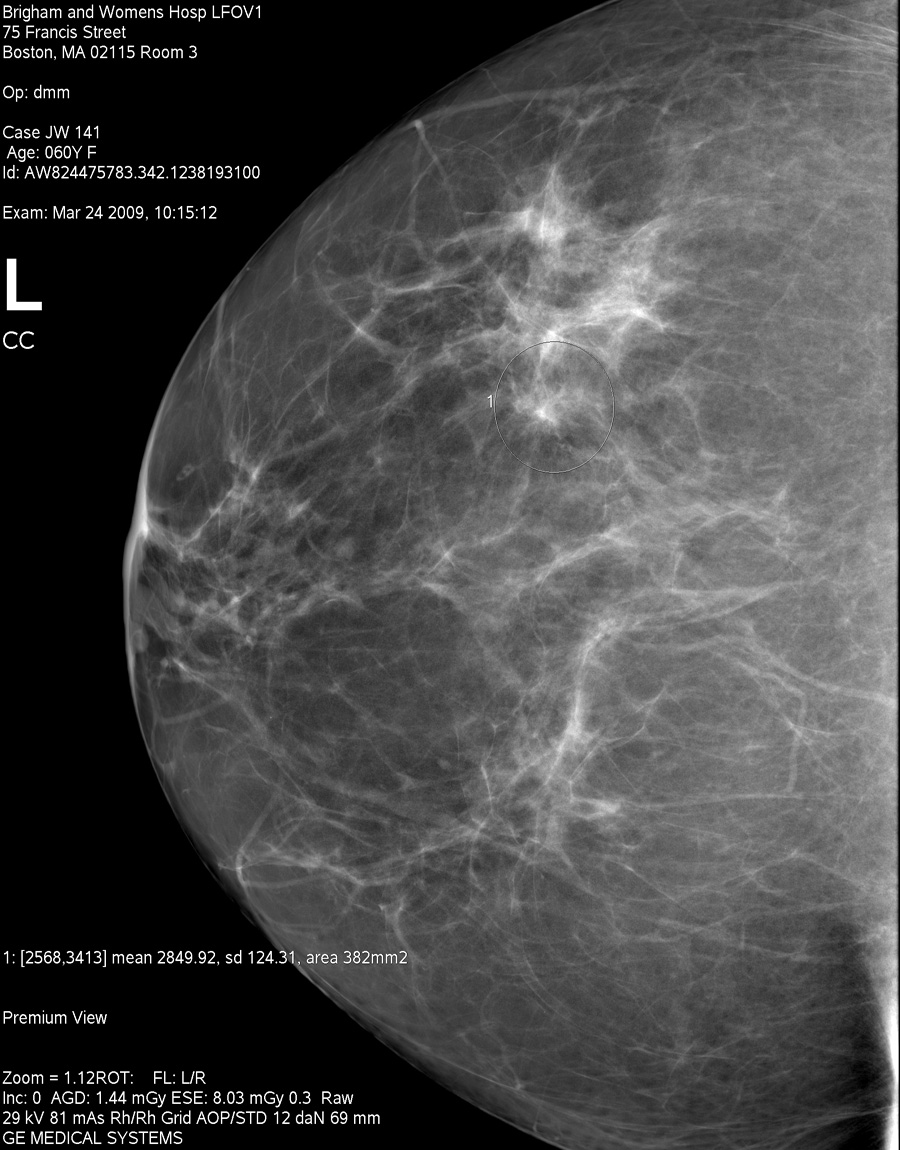 Brigham and Womens Hosp LFOV1
75 Francis Street
Boston, MA 02115 Room 3
Op: dmm
Case JW 141
Age: 060Y F
Id: AW824475783.342.1238193100
Exam: Mar 24 2009, 10:15:12
L
CC
1
1: [2568,3413] mean 2849.92, sd 124.31, area 382mm2
Premium View
Zoom = 1.12ROT: FL: L/R
Inc: 0 AGD: 1.44 mGy ESE: 8.03 mGy 0.3 Raw
29 kV 81 mAs Rh/Rh Grid AOP/STD 12 daN 69 mm
GE MEDICAL SYSTEMS